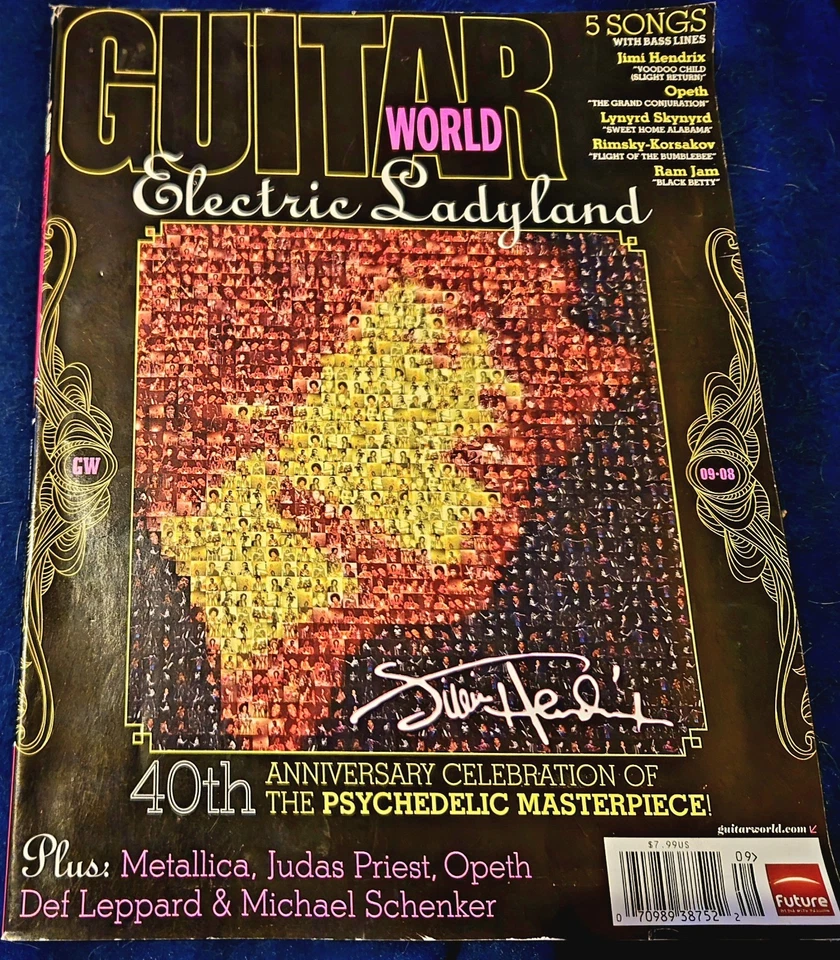 GUITAR
WORLD
5 SONGS
WITH BASS LINES
Jimi Hendrix
"VOODOO CHILD
(SLIGHT RETURN)"
Opeth
"THE GRAND CONJURATION"
Lynyrd Skynyrd
"SWEET HOME ALABAMA"
Rimsky-Korsakov
"FLIGHT OF THE BUMBLEBEE"
Ram Jam
"BLACK BETTY"
Electric Ladyland
GW
09•08
Jimi Hendrix
40th ANNIVERSARY CELEBRATION OF
THE PSYCHEDELIC MASTERPIECE!
guitarworld.com
Plus: Metallica, Judas Priest, Opeth
Def Leppard & Michael Schenker
$7.99US
09>
0 70989 38752 2
Future
MEDIA WITH PASSION